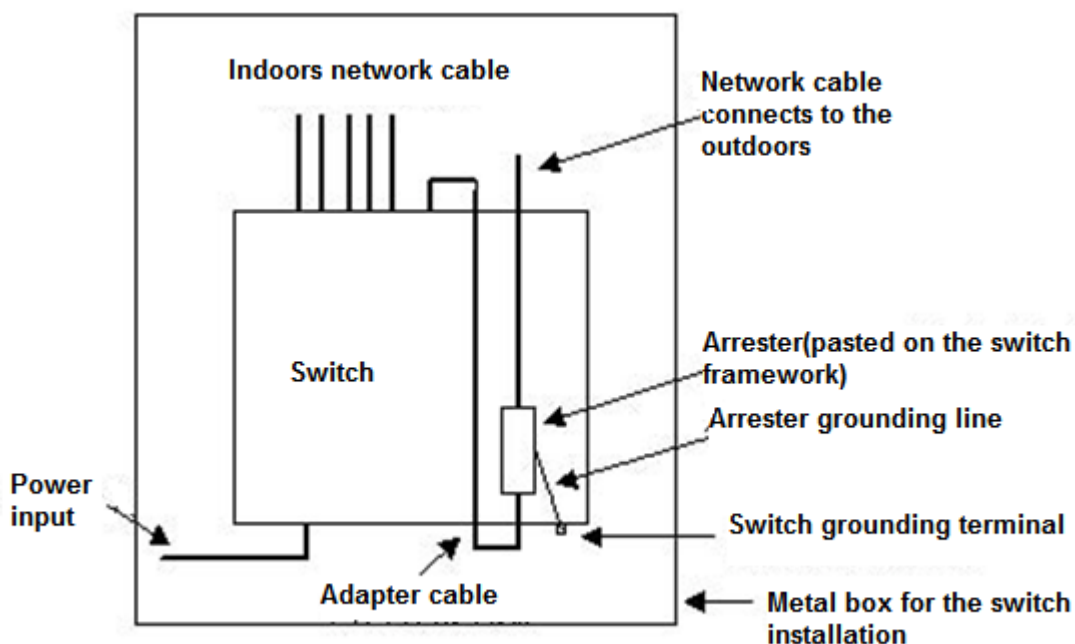 Indoors network cable
Network cable
connects to the
outdoors
Switch
Arrester(pasted on the switch
framework)
Arrester grounding line
Power
input
Switch grounding terminal
Adapter cable
Metal box for the switch
installation